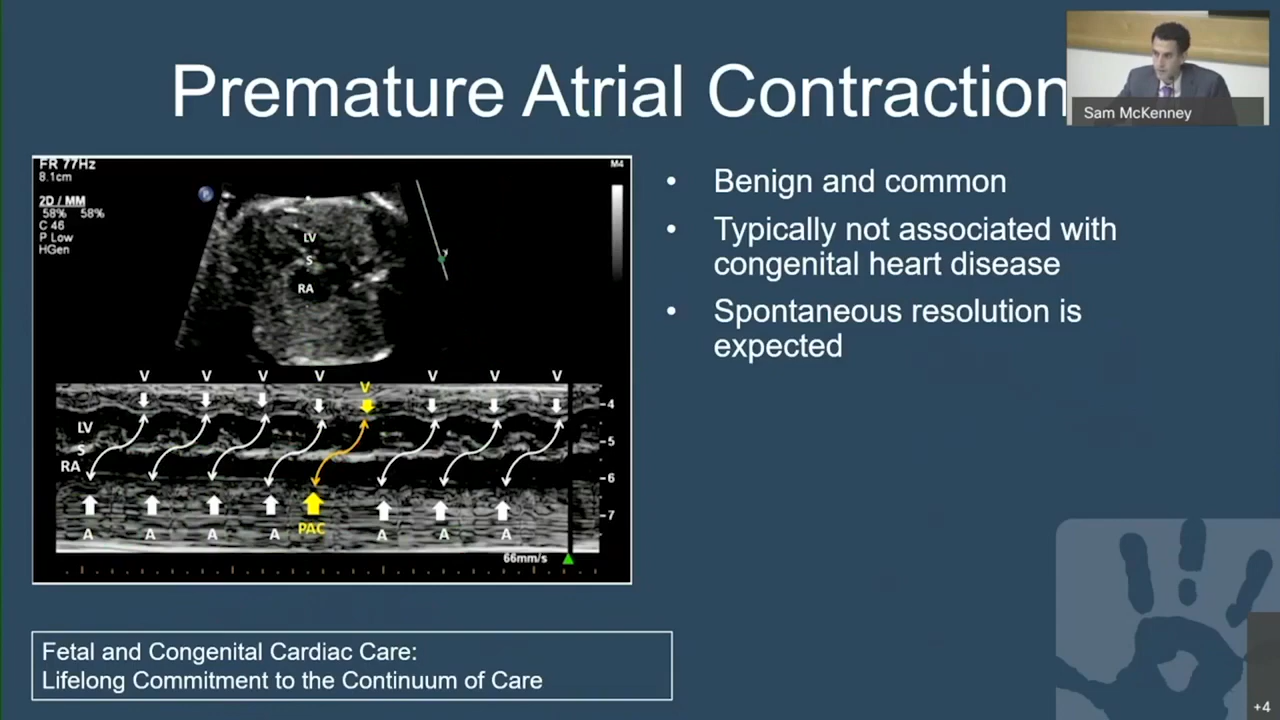 Premature Atrial Contraction
Sam McKenney
FR 77Hz
8.1cm
2D / MM
58% 58%
C 46
P Low
HGen
M4
LV
S
RA
V V V V V V V V
LV
S
RA
4
5
6
7
PAC
A A A A A A A
66mm/s
• Benign and common
• Typically not associated with
congenital heart disease
• Spontaneous resolution is
expected
Fetal and Congenital Cardiac Care:
Lifelong Commitment to the Continuum of Care
+4